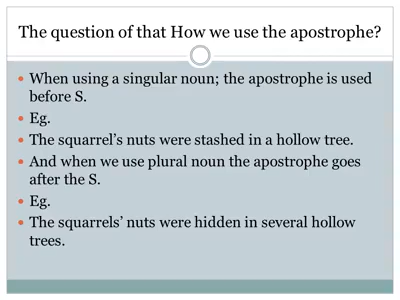 The question of that How we use the apostrophe?
When using a singular noun; the apostrophe is used
before S.
Eg.
The squarrel’s nuts were stashed in a hollow tree.
And when we use plural noun the apostrophe goes
after the S.
Eg.
The squarrels’ nuts were hidden in several hollow
trees.